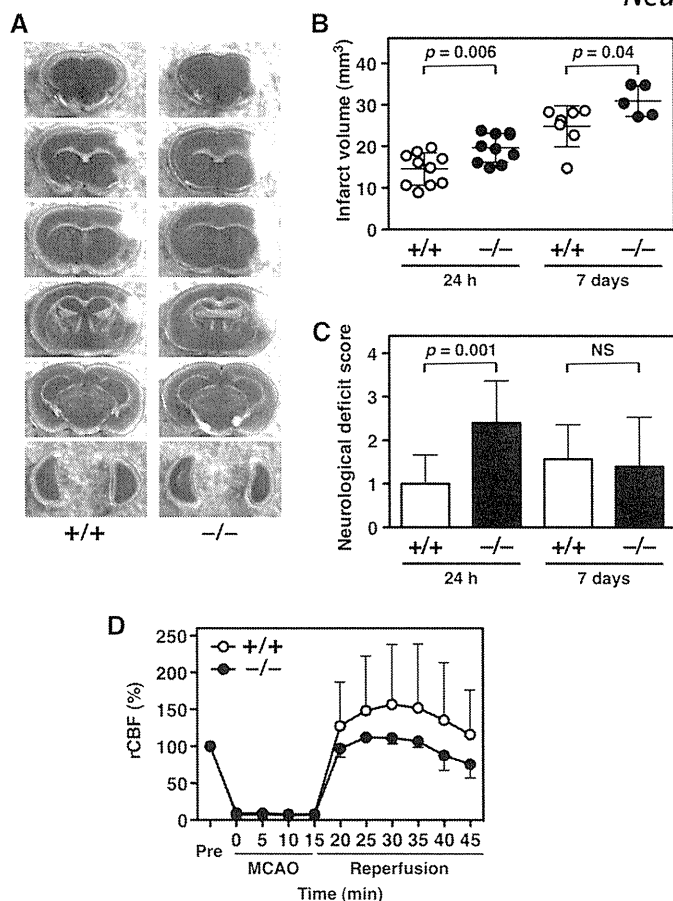 Neu
A
+/+ −/−
B
Infarct volume (mm³)
40
30
20
10
0
p = 0.006
p = 0.04
+/+ −/− +/+ −/−
24 h 7 days
C
Neurological deficit score
4
3
2
1
0
p = 0.001
NS
+/+ −/− +/+ −/−
24 h 7 days
D
rCBF (%)
250
200
150
100
50
0
+/+
−/−
Pre 0 5 10 15 20 25 30 35 40 45
MCAO Reperfusion
Time (min)